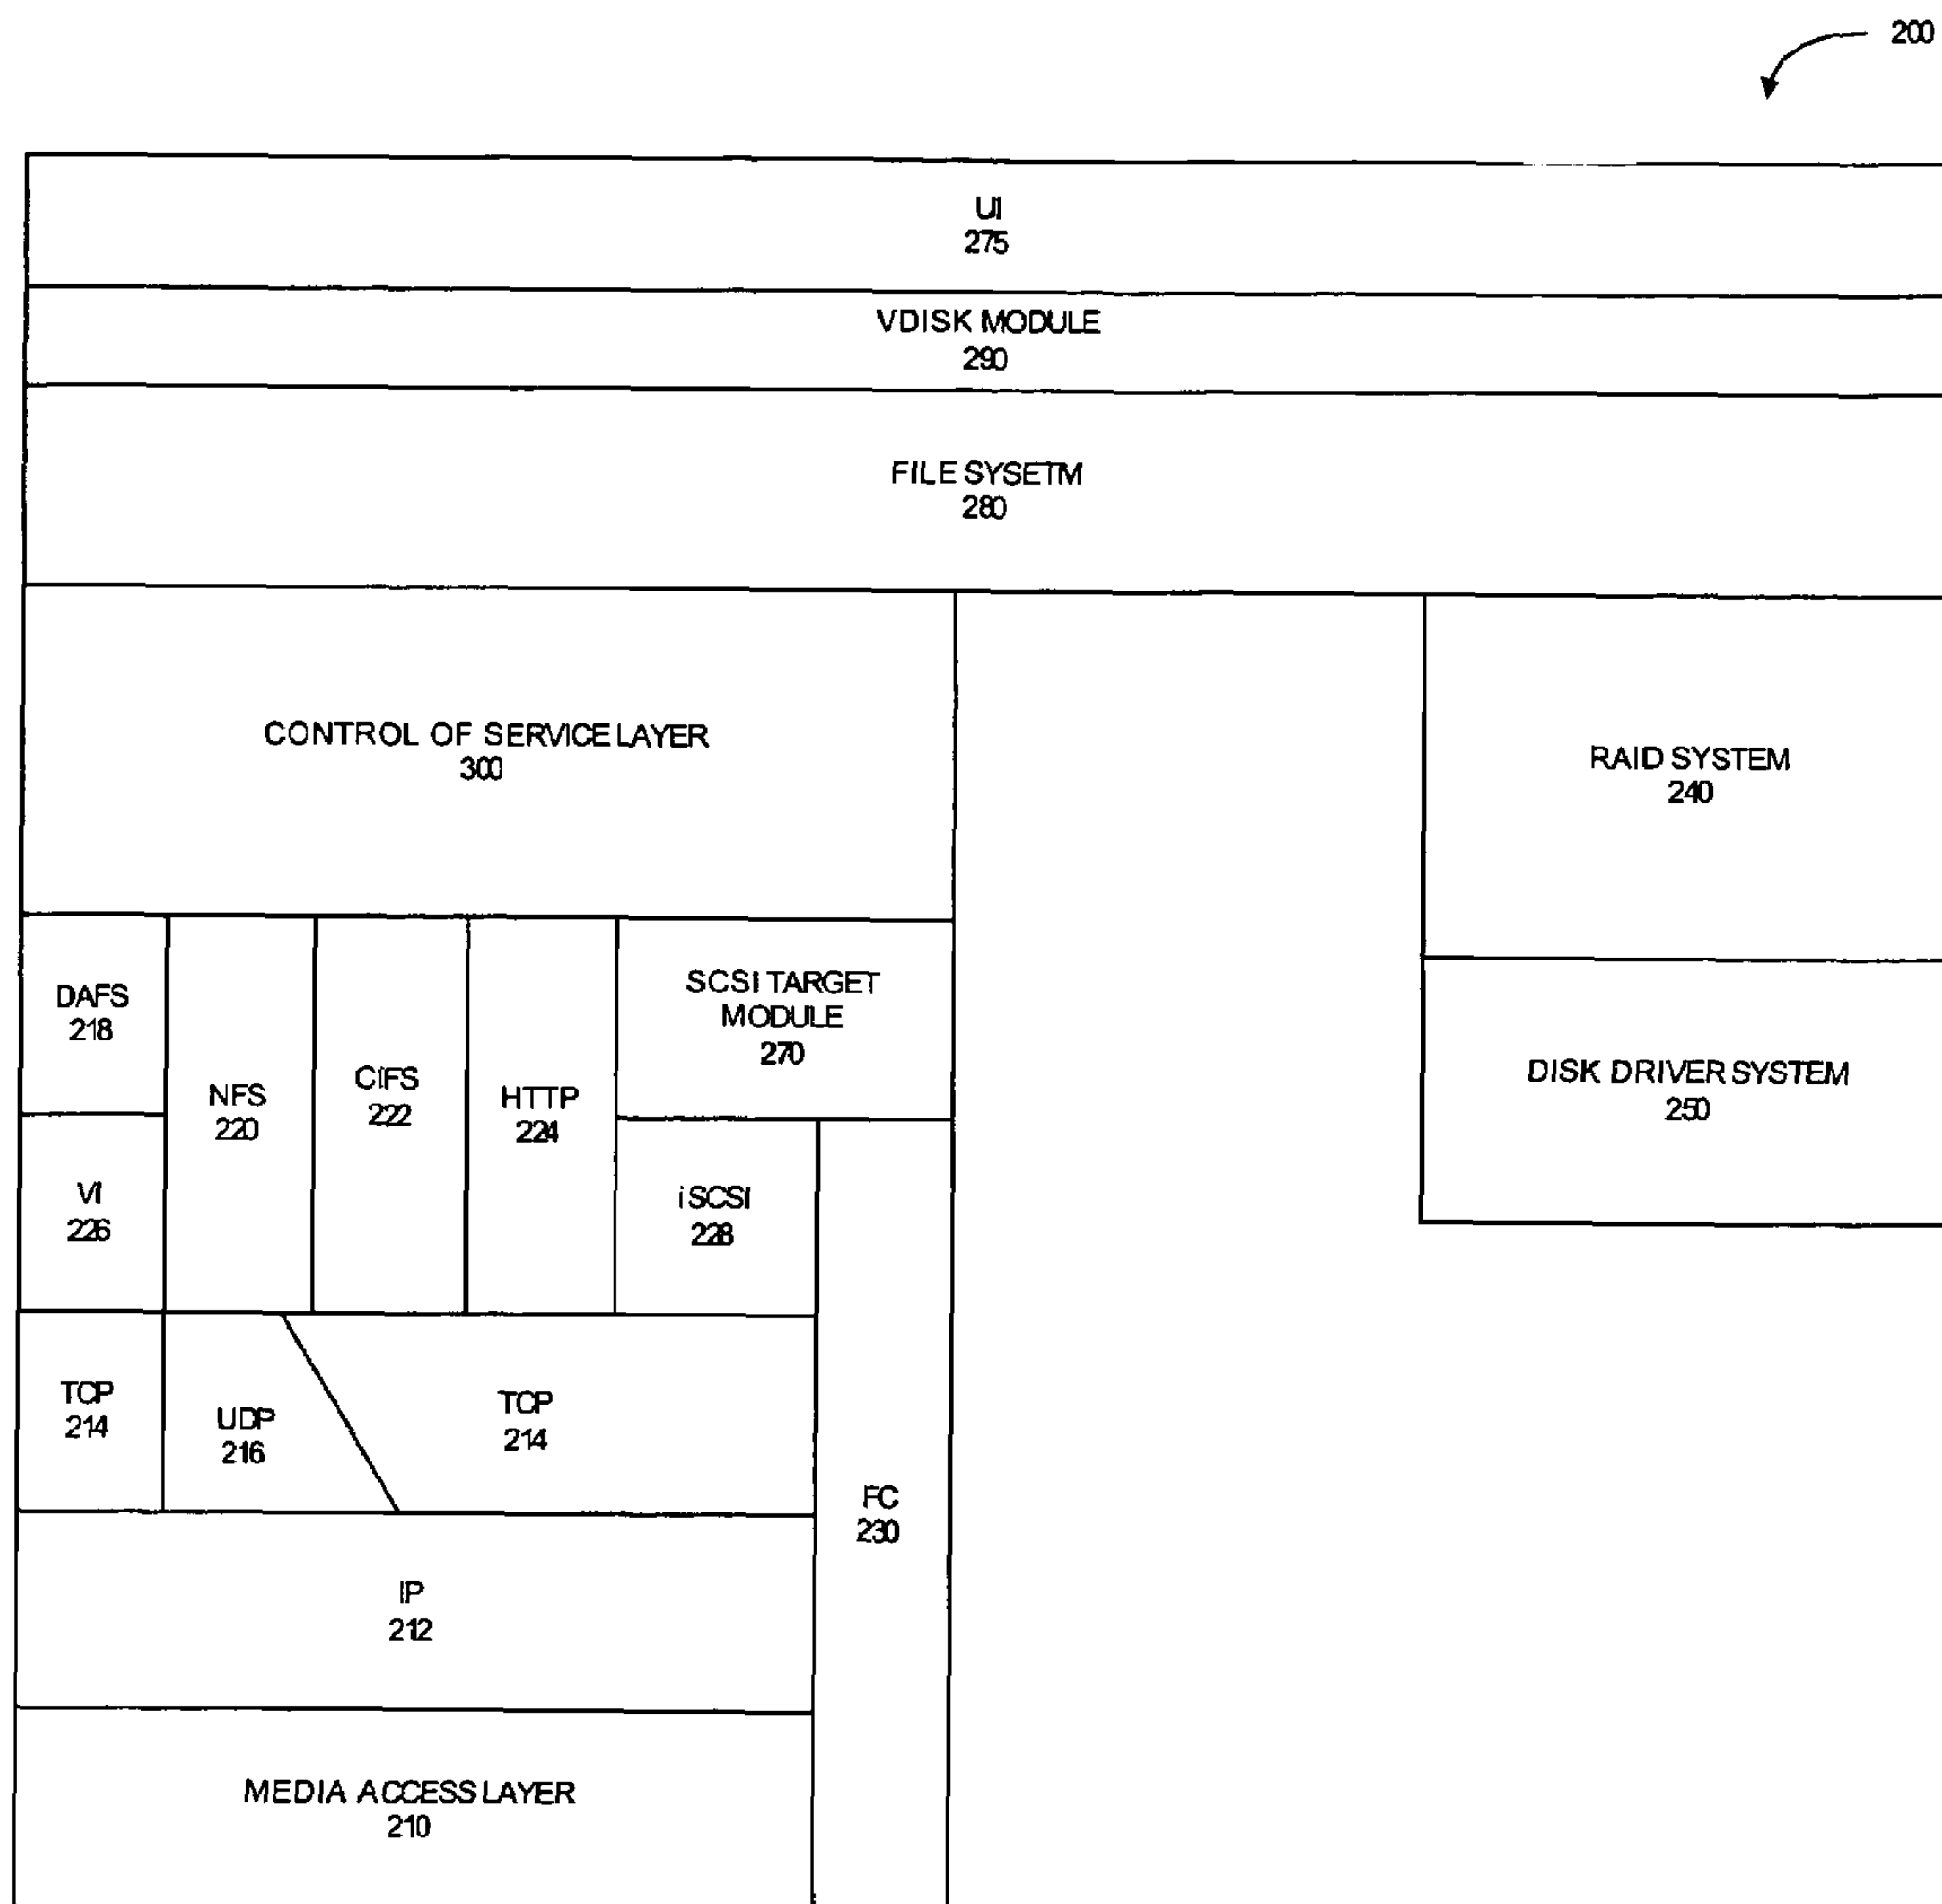 200
UI
275
VDISK MODULE
290
FILE SYSETM
280
CONTROL OF SERVICE LAYER
300
RAID SYSTEM
240
DAFS
218
NFS
220
CIFS
222
HTTP
224
SCSI TARGET
MODULE
270
DISK DRIVER SYSTEM
250
VI
226
iSCSI
228
TCP
214
UDP
216
TCP
214
FC
230
IP
212
MEDIA ACCESS LAYER
210